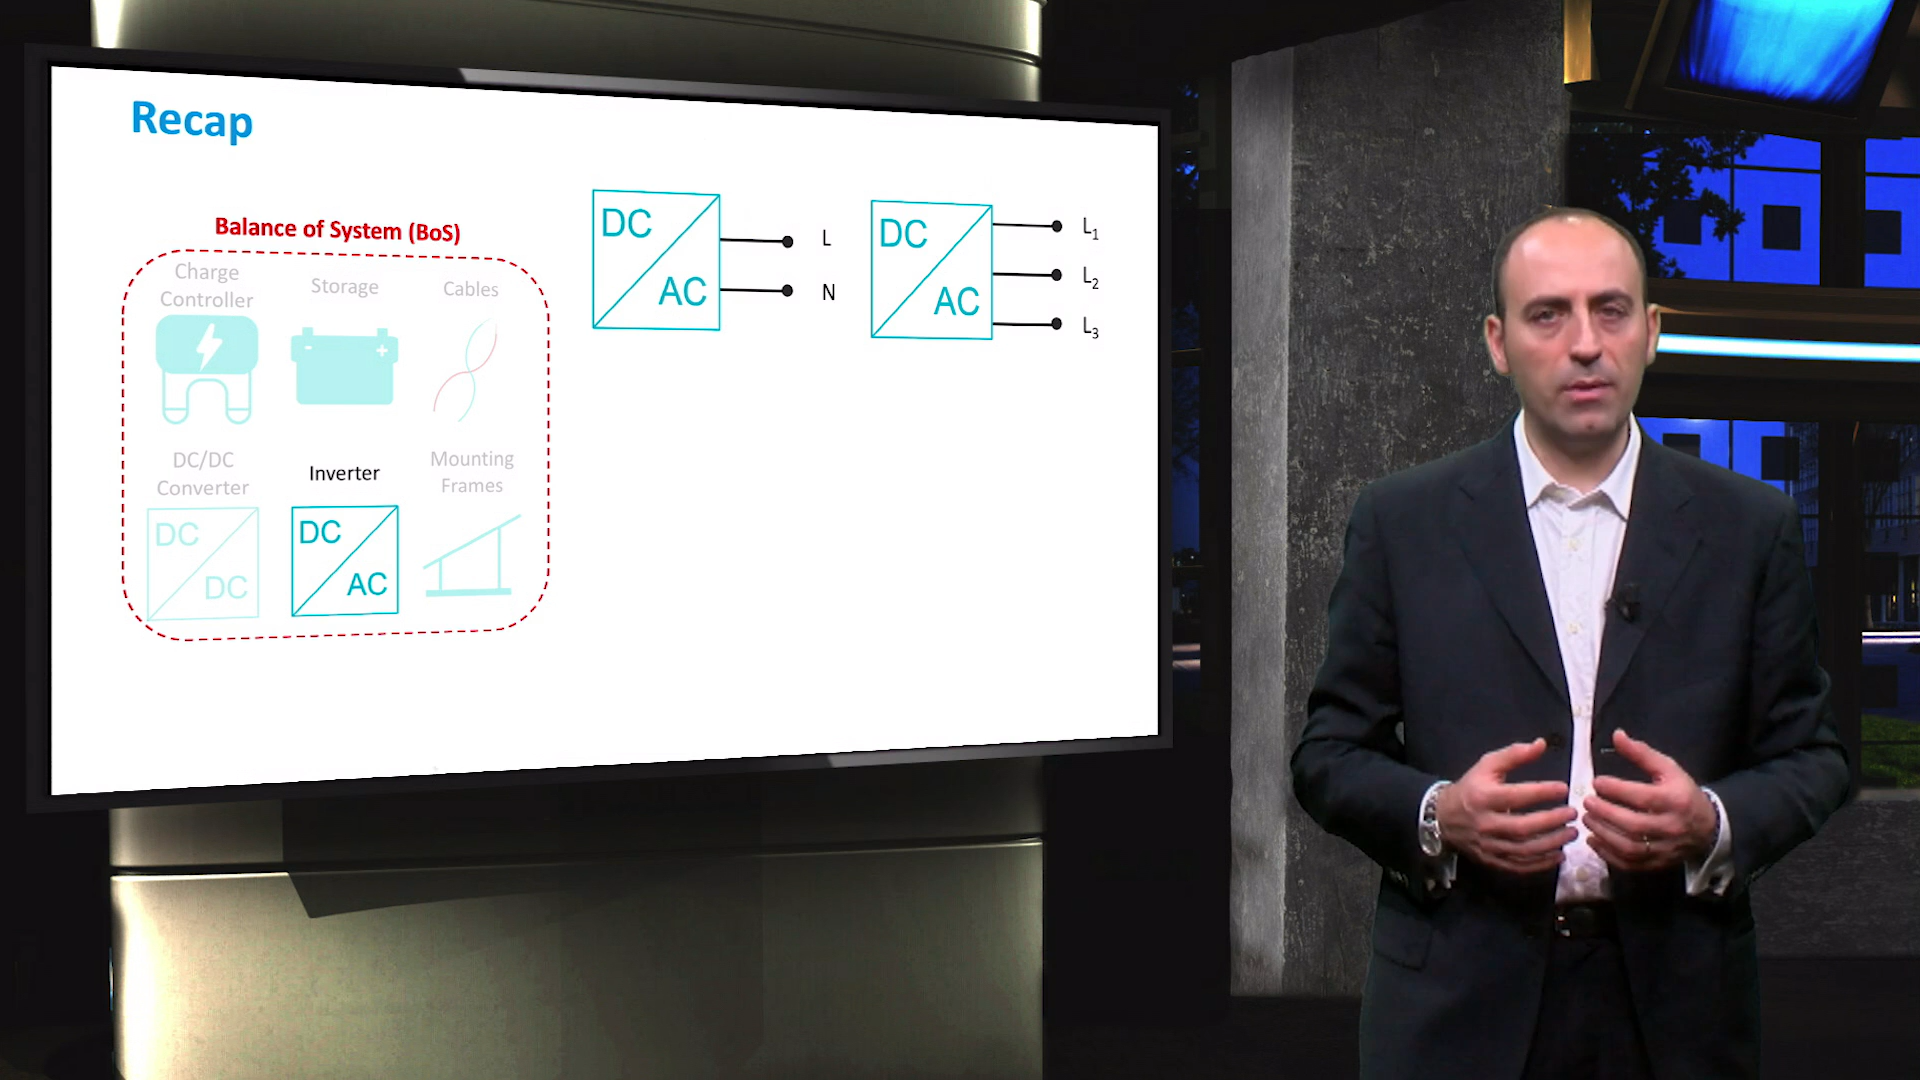 Recap
Balance of System (BoS)
Charge
Controller
Storage
Cables
DC/DC
Converter
Inverter
Mounting
Frames
DC
DC
DC
AC
DC
AC
L
N
DC
AC
L1
L2
L3